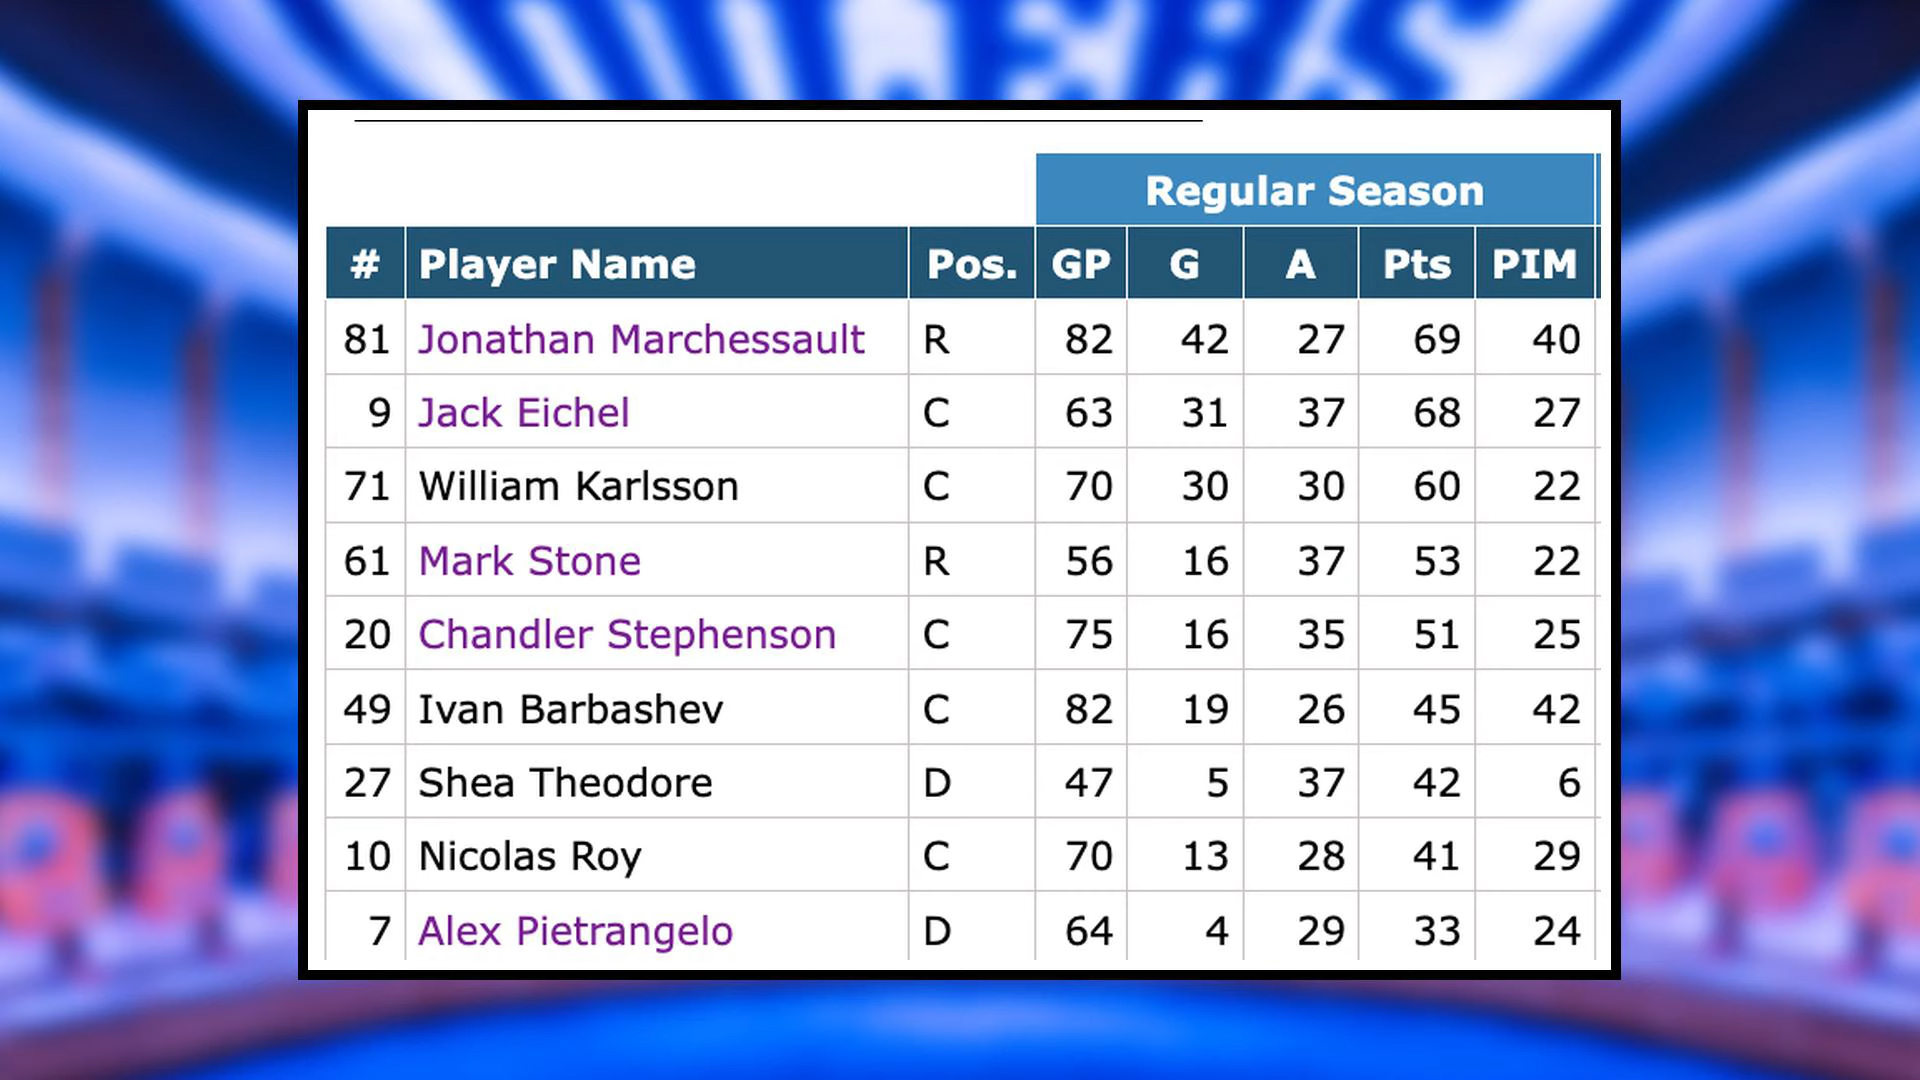 Regular Season
# Player Name Pos. GP G A Pts PIM
81 Jonathan Marchessault R 82 42 27 69 40
9 Jack Eichel C 63 31 37 68 27
71 William Karlsson C 70 30 30 60 22
61 Mark Stone R 56 16 37 53 22
20 Chandler Stephenson C 75 16 35 51 25
49 Ivan Barbashev C 82 19 26 45 42
27 Shea Theodore D 47 5 37 42 6
10 Nicolas Roy C 70 13 28 41 29
7 Alex Pietrangelo D 64 4 29 33 24